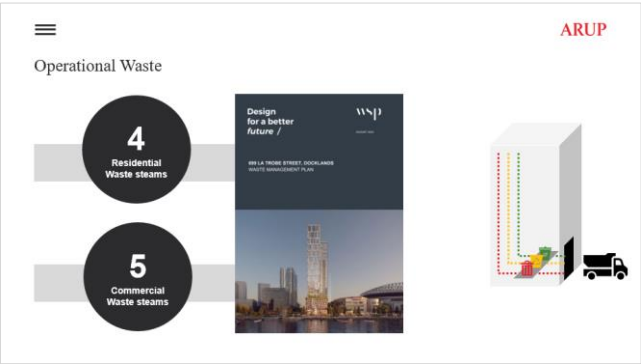 ARUP
Operational Waste
4
Residential
Waste steams
5
Commercial
Waste steams
Design
for a better
future /
wsp
699 LA TROBE STREET, DOCKLANDS
WASTE MANAGEMENT PLAN